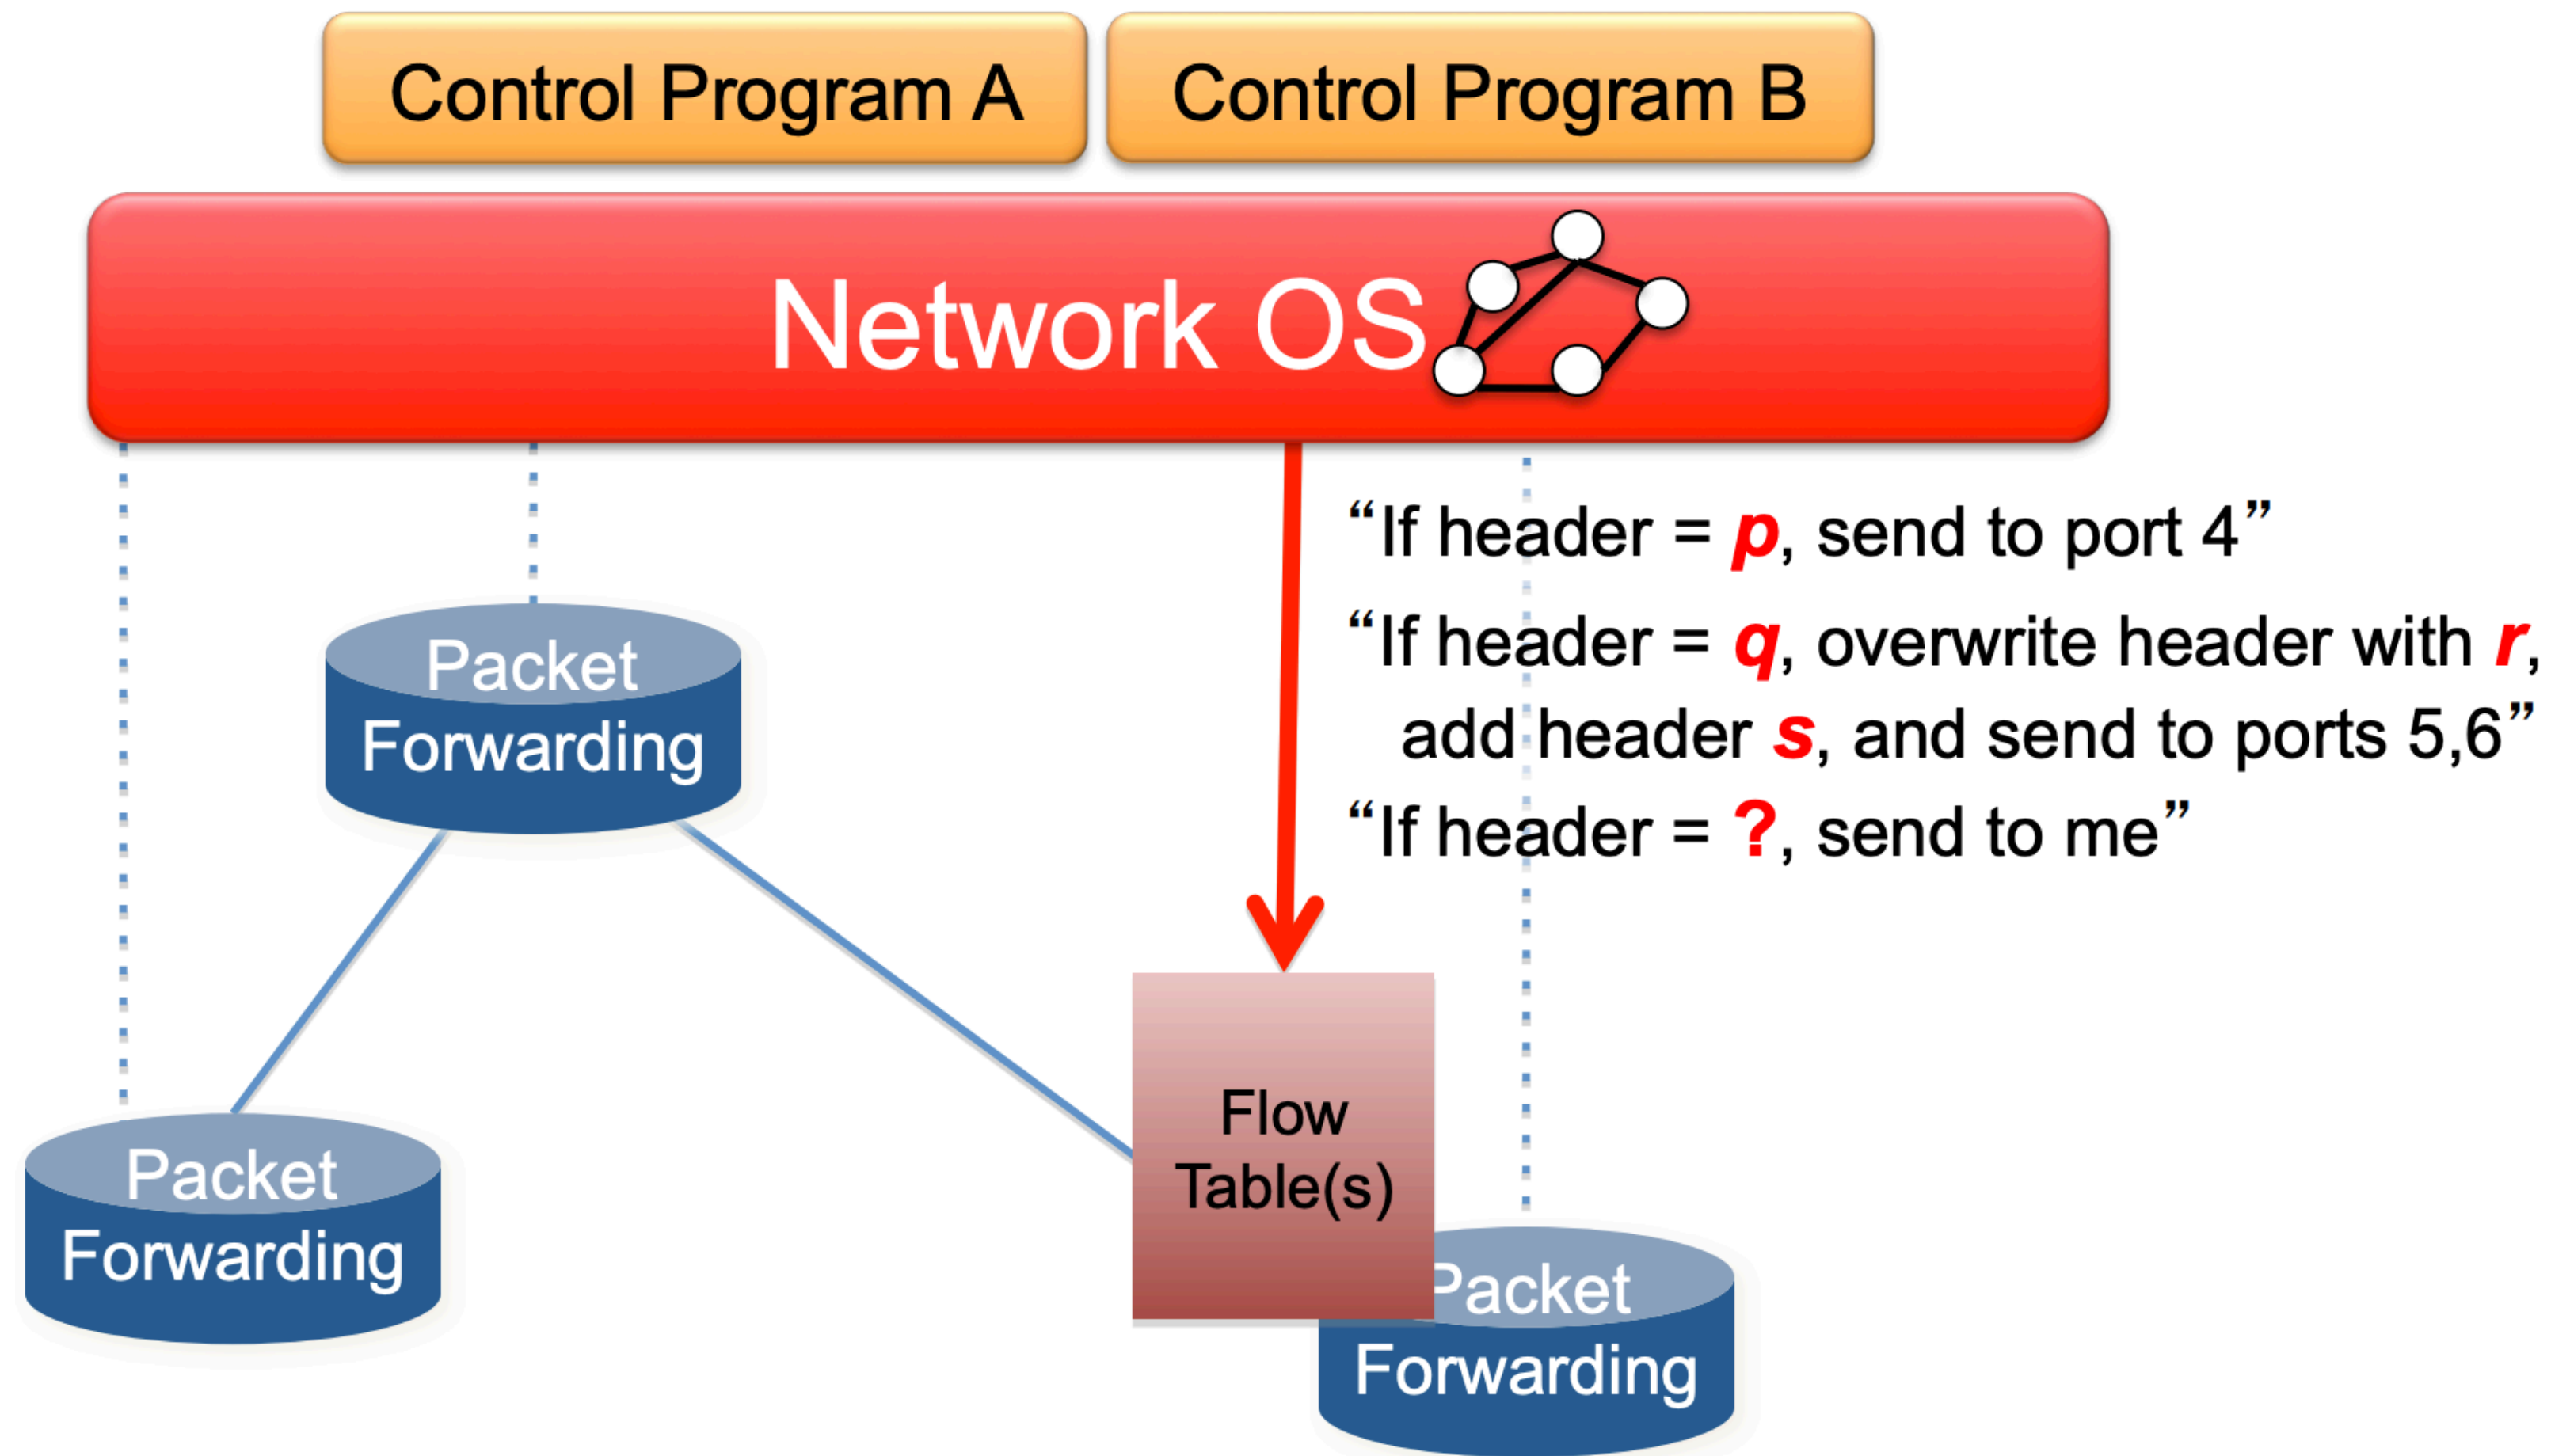 Control Program A
Control Program B
Network OS
“If header = p, send to port 4”
“If header = q, overwrite header with r,
add header s, and send to ports 5,6”
“If header = ?, send to me”
Packet
Forwarding
Flow
Table(s)
Packet
Forwarding
Packet
Forwarding